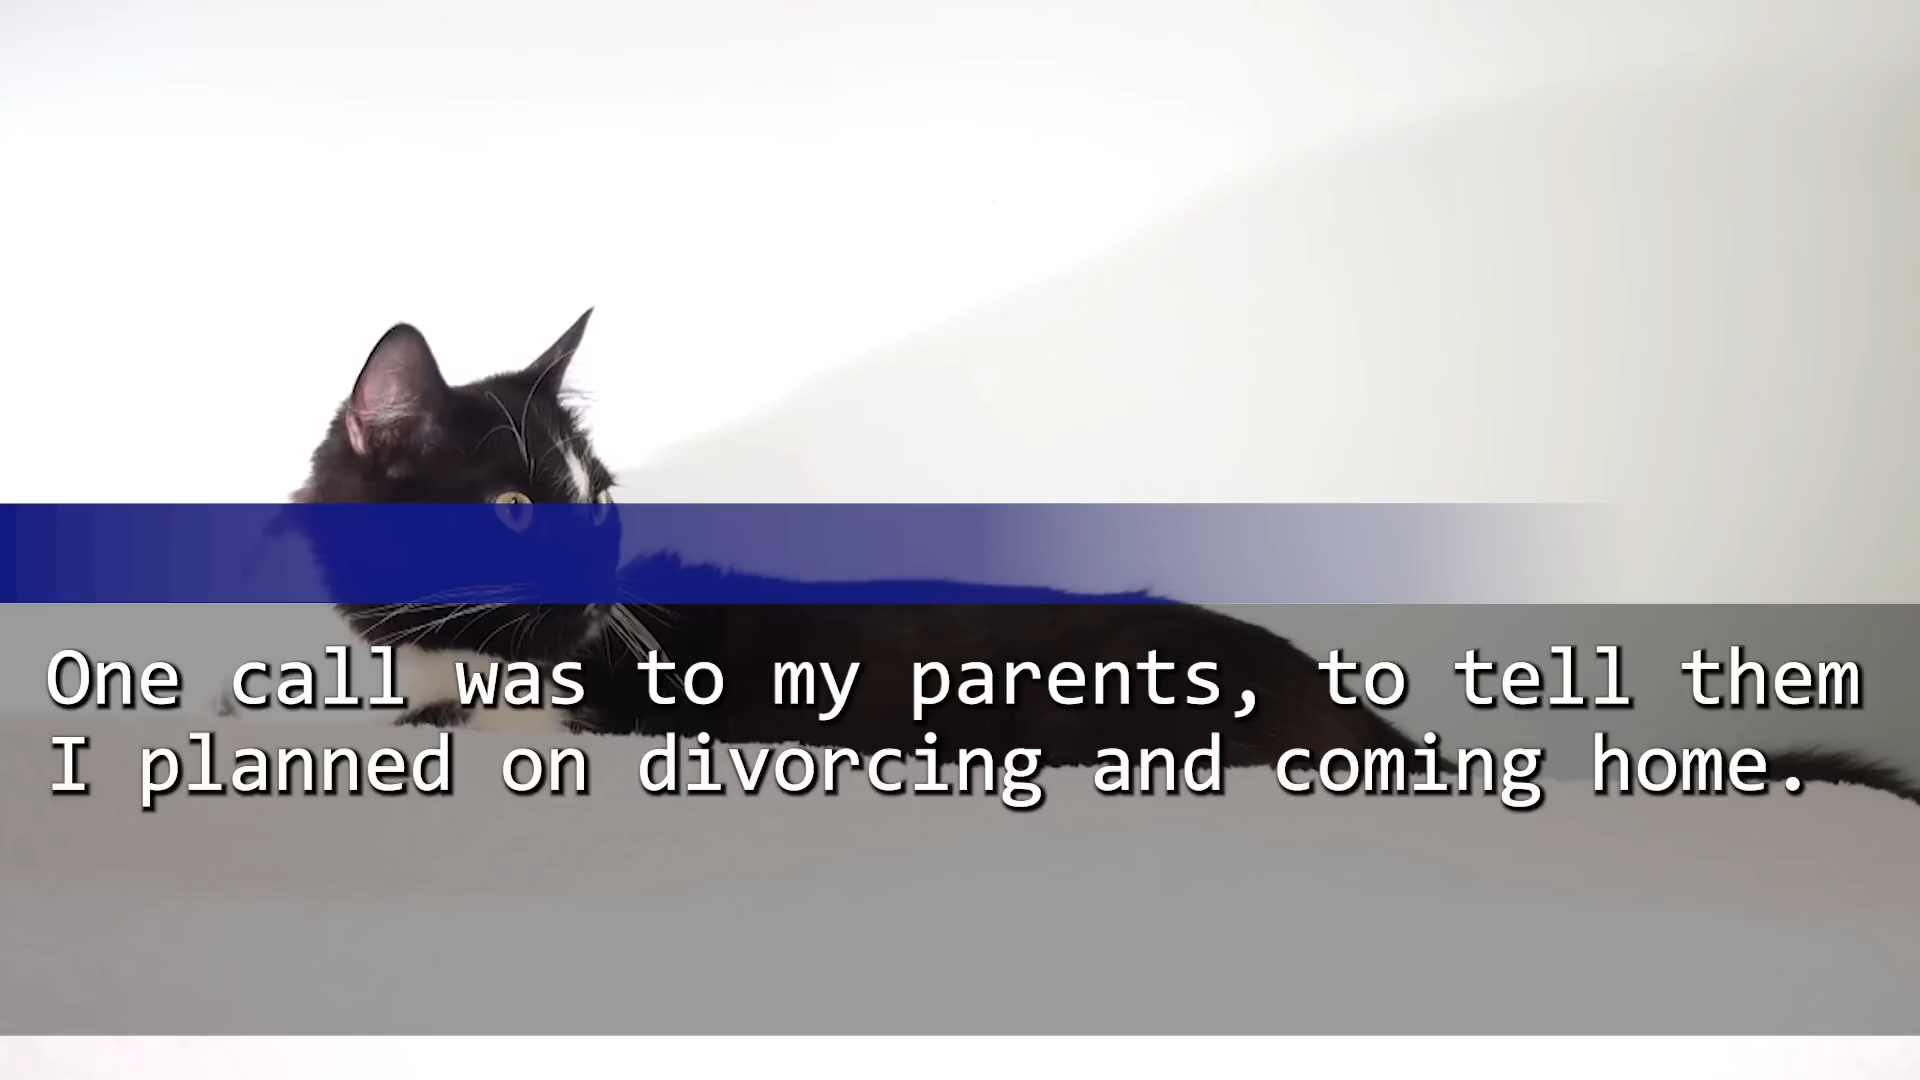 One call was to my parents, to tell them
I planned on divorcing and coming home.